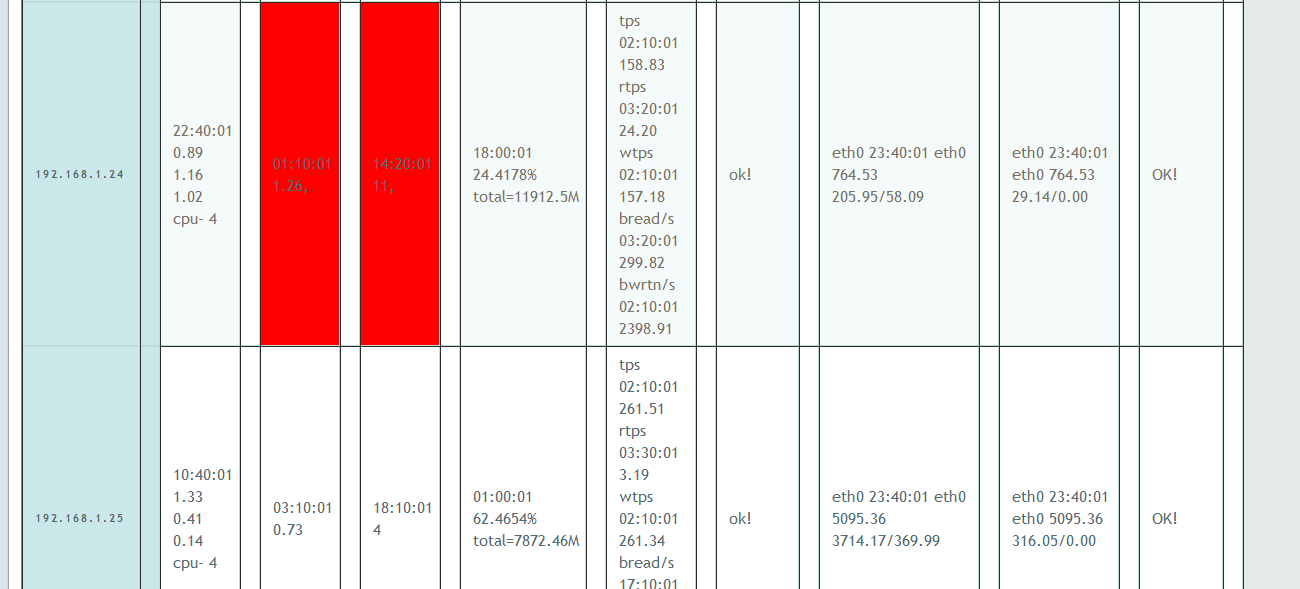 192.168.1.24
22:40:01
0.89
1.16
1.02
cpu- 4
01:10:01
1.26,
14:20:01
11,
18:00:01
24.4178%
total=11912.5M
tps
02:10:01
158.83
rtps
03:20:01
24.20
wtps
02:10:01
157.18
bread/s
03:20:01
299.82
bwrtn/s
02:10:01
2398.91
ok!
eth0 23:40:01 eth0
764.53
205.95/58.09
eth0 23:40:01
eth0 764.53
29.14/0.00
OK!
192.168.1.25
10:40:01
1.33
0.41
0.14
cpu- 4
03:10:01
0.73
18:10:01
4
01:00:01
62.4654%
total=7872.46M
tps
02:10:01
261.51
rtps
03:30:01
3.19
wtps
02:10:01
261.34
bread/s
17:10:01
ok!
eth0 23:40:01 eth0
5095.36
3714.17/369.99
eth0 23:40:01
eth0 5095.36
316.05/0.00
OK!